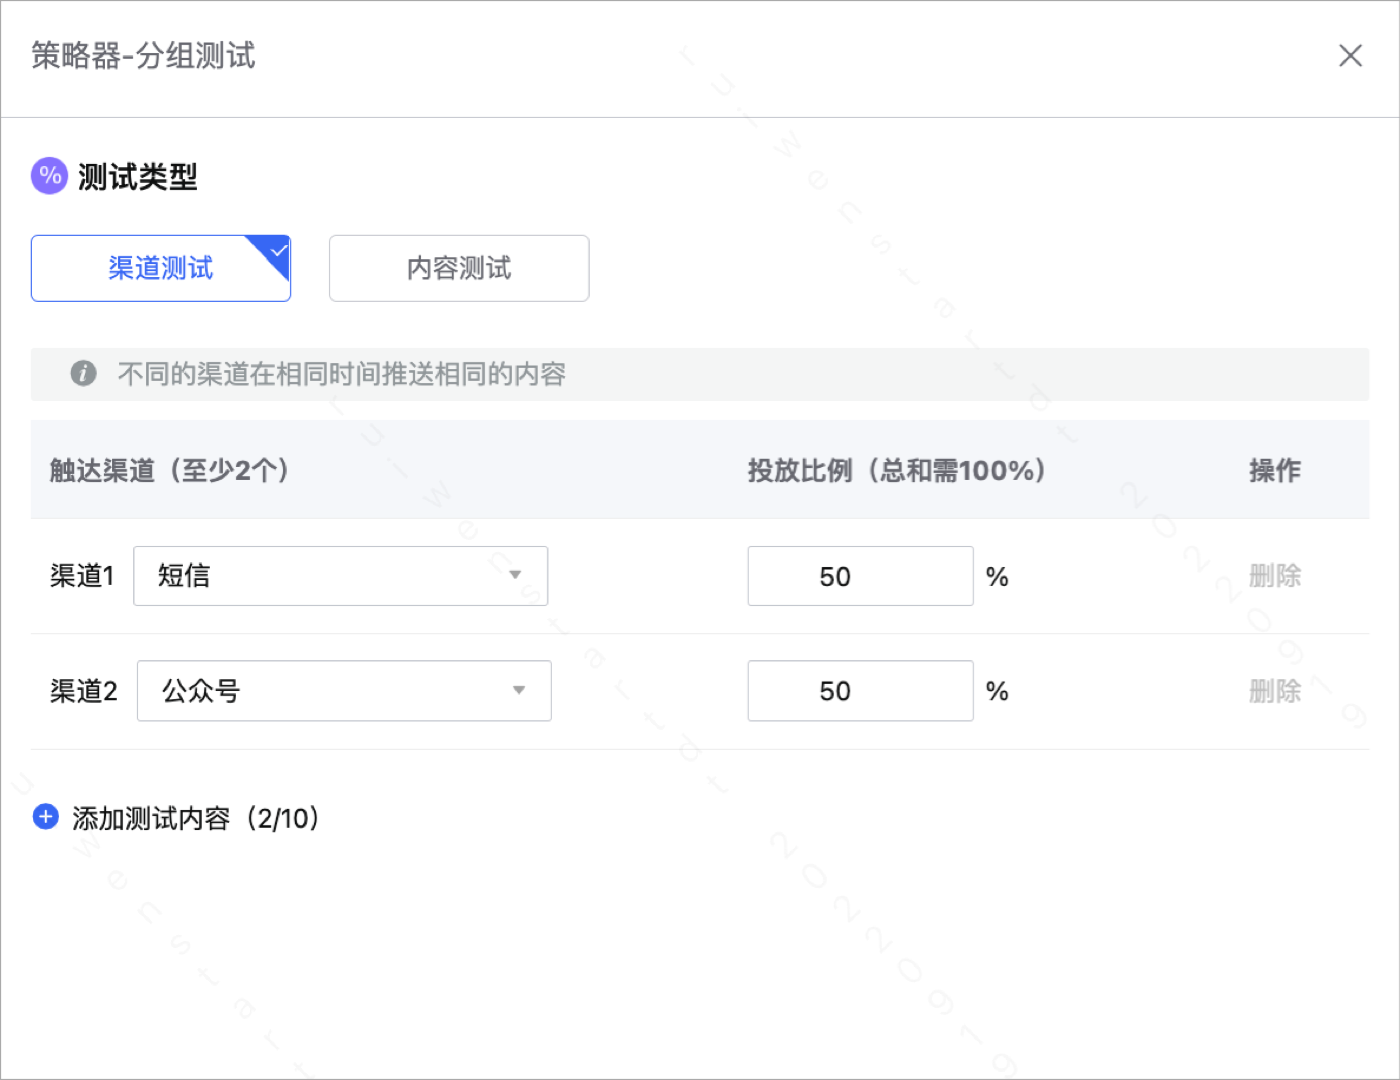 策略器-分组测试
% 测试类型
渠道测试 内容测试
不同的渠道在相同时间推送相同的内容
触达渠道（至少2个） 投放比例（总和需100%） 操作
渠道1 短信 50 % 删除
渠道2 公众号 50 % 删除
添加测试内容（2/10）